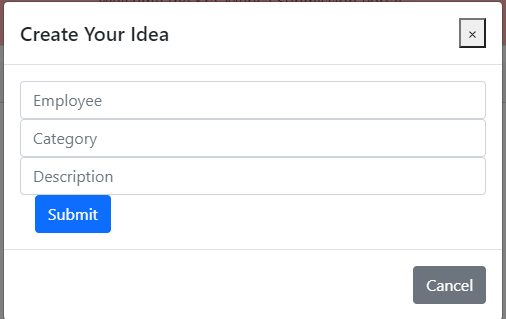 Create Your Idea
×
Employee
Category
Description
Submit
Cancel